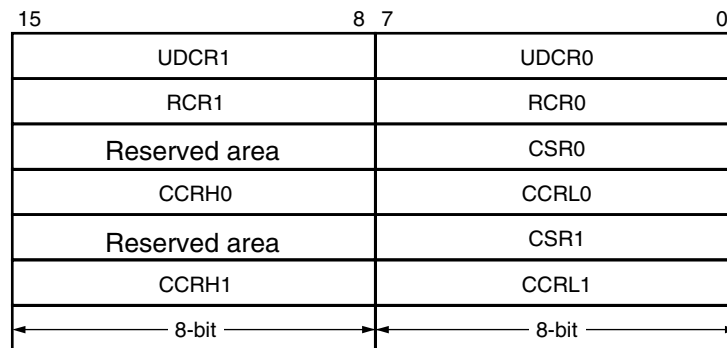 15 8 7 0
UDCR1 UDCR0
RCR1 RCR0
Reserved area CSR0
CCRH0 CCRL0
Reserved area CSR1
CCRH1 CCRL1
8-bit 8-bit